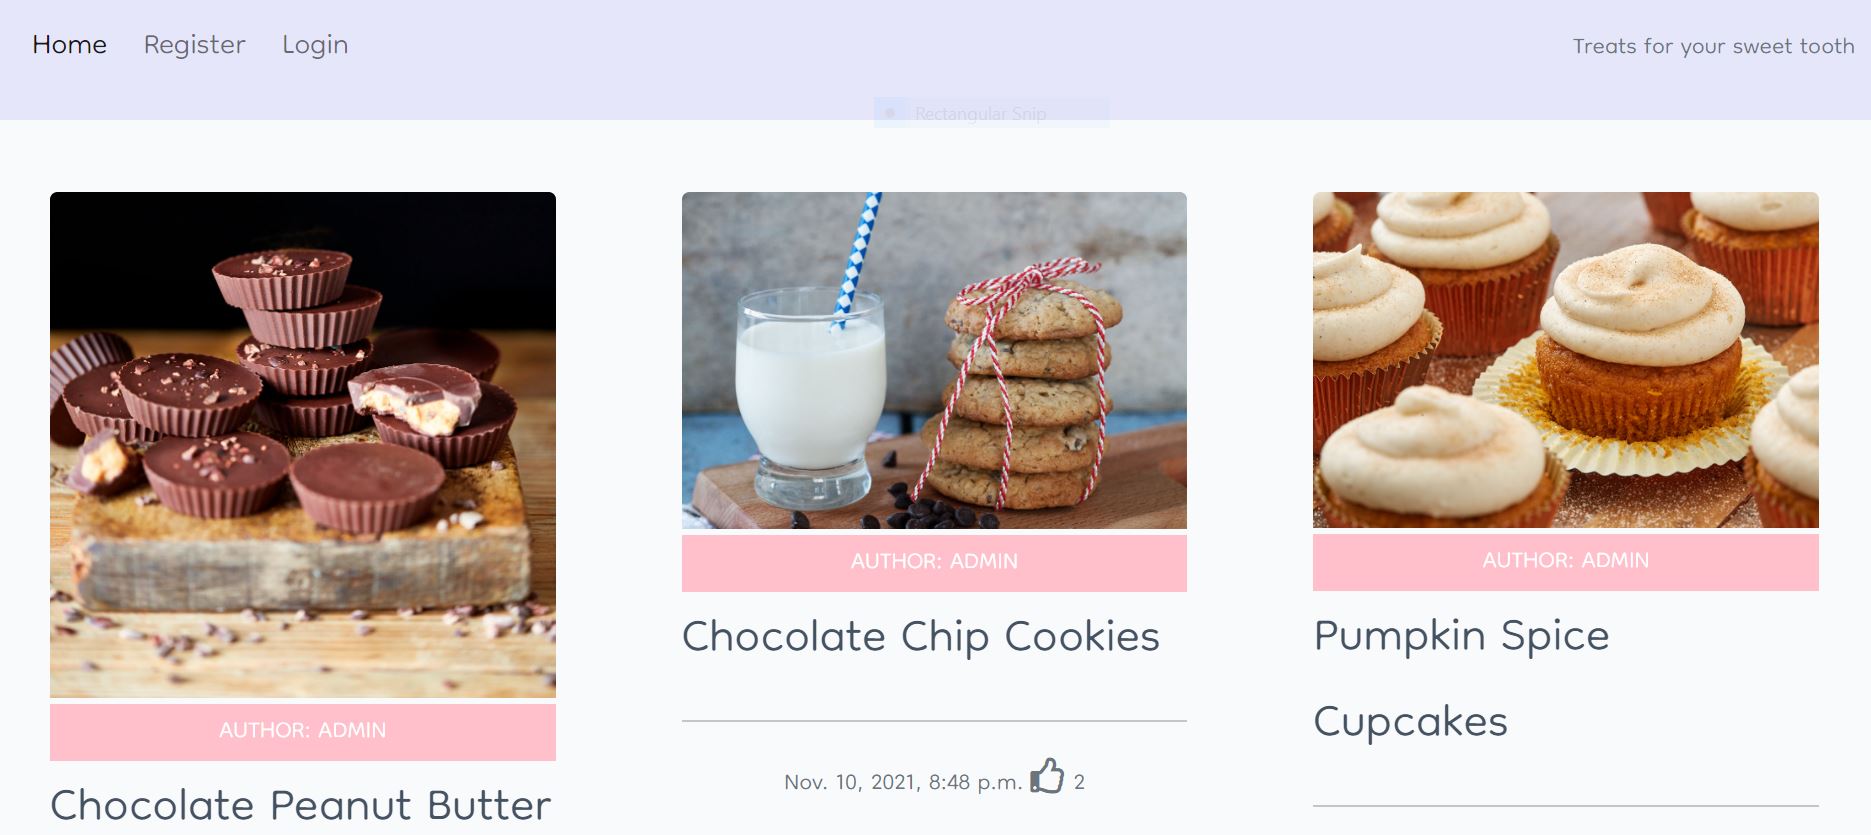 Home Register Login Treats for your sweet tooth
Rectangular Snip
AUTHOR: ADMIN
Chocolate Peanut Butter
AUTHOR: ADMIN
Chocolate Chip Cookies
Nov. 10, 2021, 8:48 p.m. 2
AUTHOR: ADMIN
Pumpkin Spice
Cupcakes